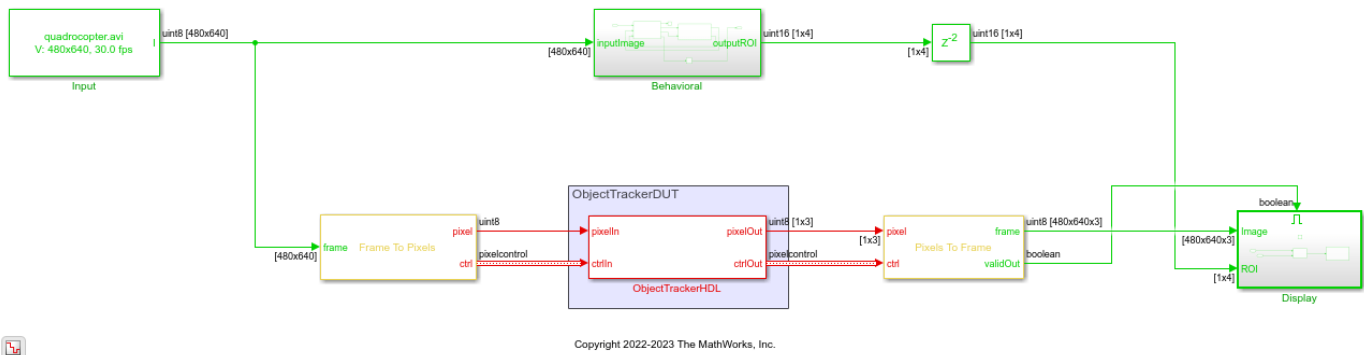 quadrocopter.avi
V: 480x640, 30.0 fps
I
uint8 [480x640]
Input
[480x640]
inputImage
outputROI
Behavioral
uint16 [1x4]
[1x4]
Z-2
uint16 [1x4]
[480x640]
frame
Frame To Pixels
pixel
ctrl
uint8
pixelcontrol
ObjectTrackerDUT
pixelIn
ctrlIn
pixelOut
ctrlOut
ObjectTrackerHDL
uint8 [1x3]
pixelcontrol
[1x3]
pixel
ctrl
Pixels To Frame
frame
validOut
uint8 [480x640x3]
boolean
boolean
[480x640x3]
Image
ROI
[1x4]
Display
Copyright 2022-2023 The MathWorks, Inc.